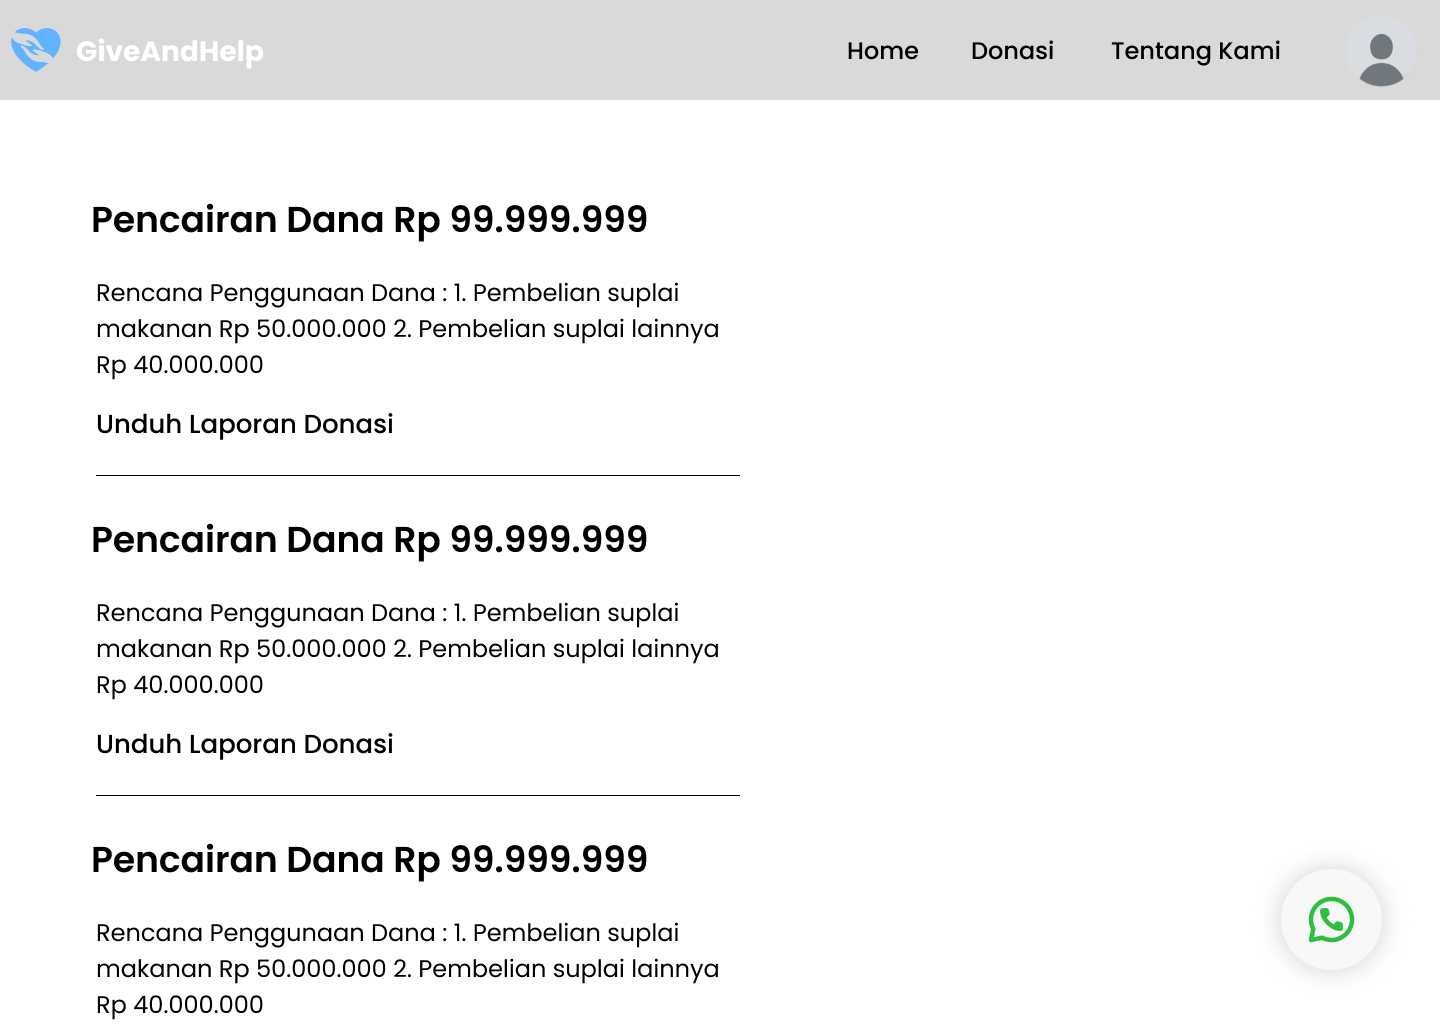 GiveAndHelp
Home Donasi Tentang Kami
Pencairan Dana Rp 99.999.999
Rencana Penggunaan Dana : 1. Pembelian suplai
makanan Rp 50.000.000 2. Pembelian suplai lainnya
Rp 40.000.000
Unduh Laporan Donasi
Pencairan Dana Rp 99.999.999
Rencana Penggunaan Dana : 1. Pembelian suplai
makanan Rp 50.000.000 2. Pembelian suplai lainnya
Rp 40.000.000
Unduh Laporan Donasi
Pencairan Dana Rp 99.999.999
Rencana Penggunaan Dana : 1. Pembelian suplai
makanan Rp 50.000.000 2. Pembelian suplai lainnya
Rp 40.000.000